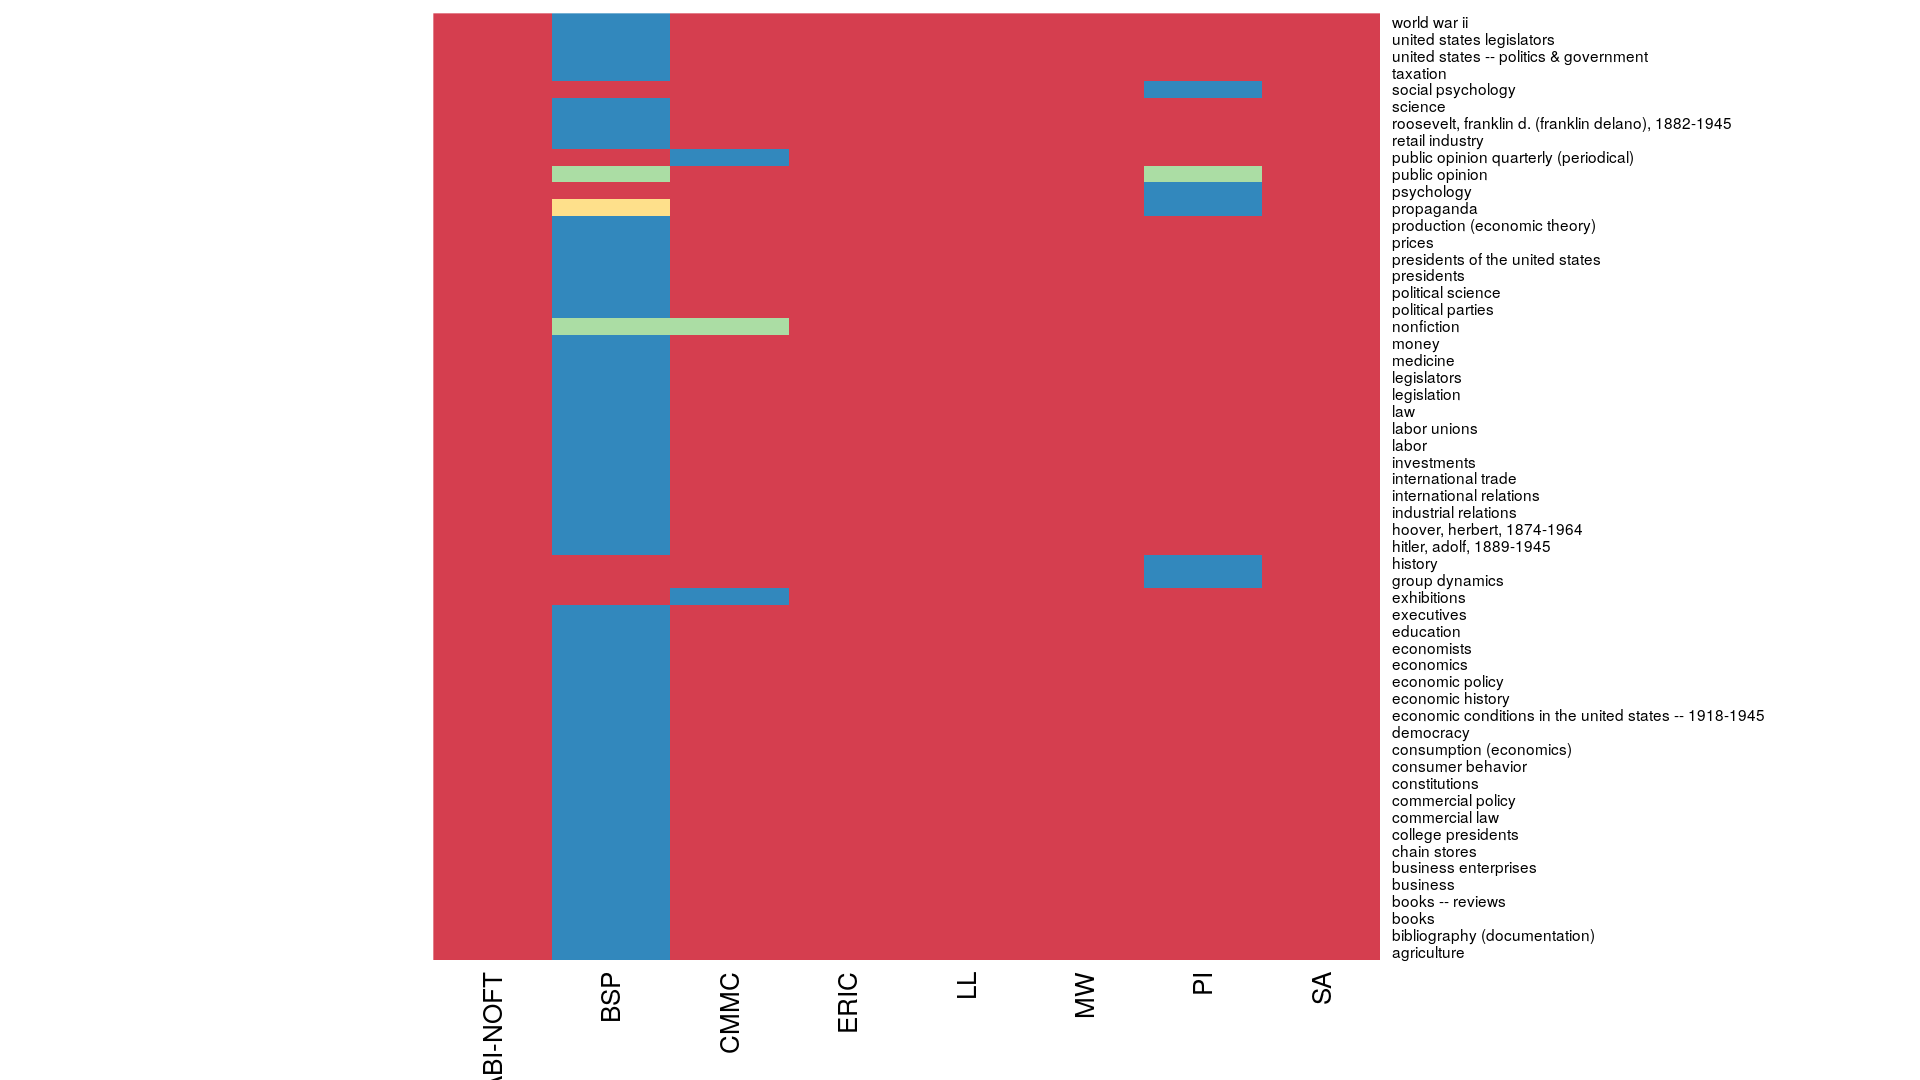 world war ii
united states legislators
united states -- politics & government
taxation
social psychology
science
roosevelt, franklin d. (franklin delano), 1882-1945
retail industry
public opinion quarterly (periodical)
public opinion
psychology
propaganda
production (economic theory)
prices
presidents of the united states
presidents
political science
political parties
nonfiction
money
medicine
legislators
legislation
law
labor unions
labor
investments
international trade
international relations
industrial relations
hoover, herbert, 1874-1964
hitler, adolf, 1889-1945
history
group dynamics
exhibitions
executives
education
economists
economics
economic policy
economic history
economic conditions in the united states -- 1918-1945
democracy
consumption (economics)
consumer behavior
constitutions
commercial policy
commercial law
college presidents
chain stores
business enterprises
business
books -- reviews
books
bibliography (documentation)
agriculture
ABI-NOFT
BSP
CMMC
ERIC
LL
MW
PI
SA